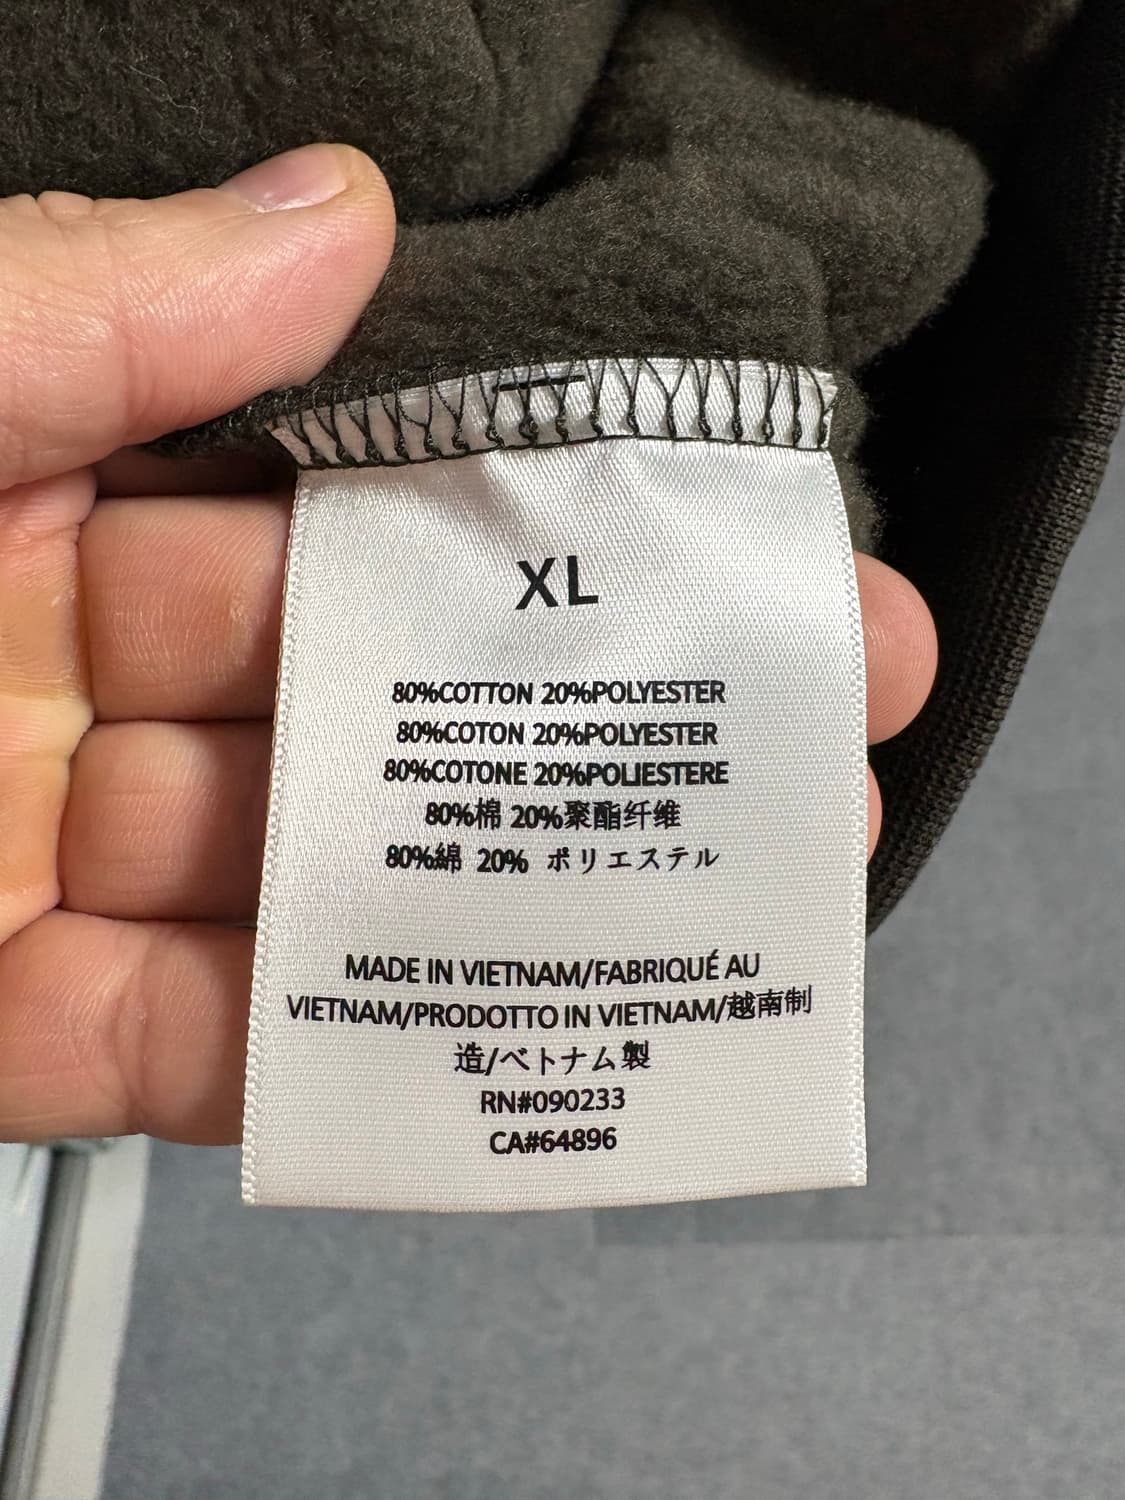 XL
80%COTTON 20%POLYESTER
80%COTON 20%POLYESTER
80%COTONE 20%POLIESTERE
80%棉 20%聚酯纤维
80%綿 20% ポリエステル
MADE IN VIETNAM/FABRIQUÉ AU
VIETNAM/PRODOTTO IN VIETNAM/越南制
造/ベトナム製
RN#090233
CA#64896